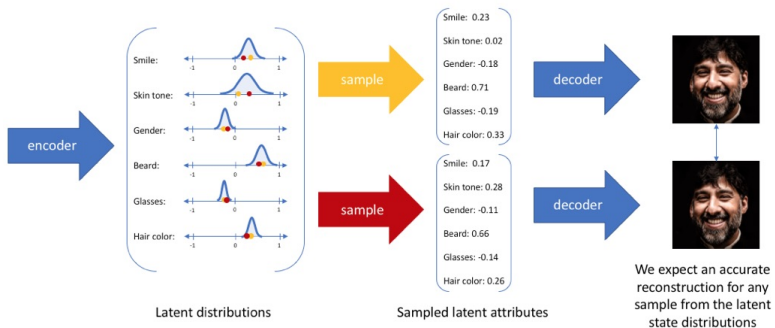 encoder
Smile:
-1 0 1
Skin tone:
-1 0 1
Gender:
-1 0 1
Beard:
-1 0 1
Glasses:
-1 0 1
Hair color:
-1 0 1
Latent distributions
sample
sample
Smile: 0.23
Skin tone: 0.02
Gender: -0.18
Beard: 0.71
Glasses: -0.19
Hair color: 0.33
Smile: 0.17
Skin tone: 0.28
Gender: -0.11
Beard: 0.66
Glasses: -0.14
Hair color: 0.26
Sampled latent attributes
decoder
decoder
We expect an accurate
reconstruction for any
sample from the latent
state distributions